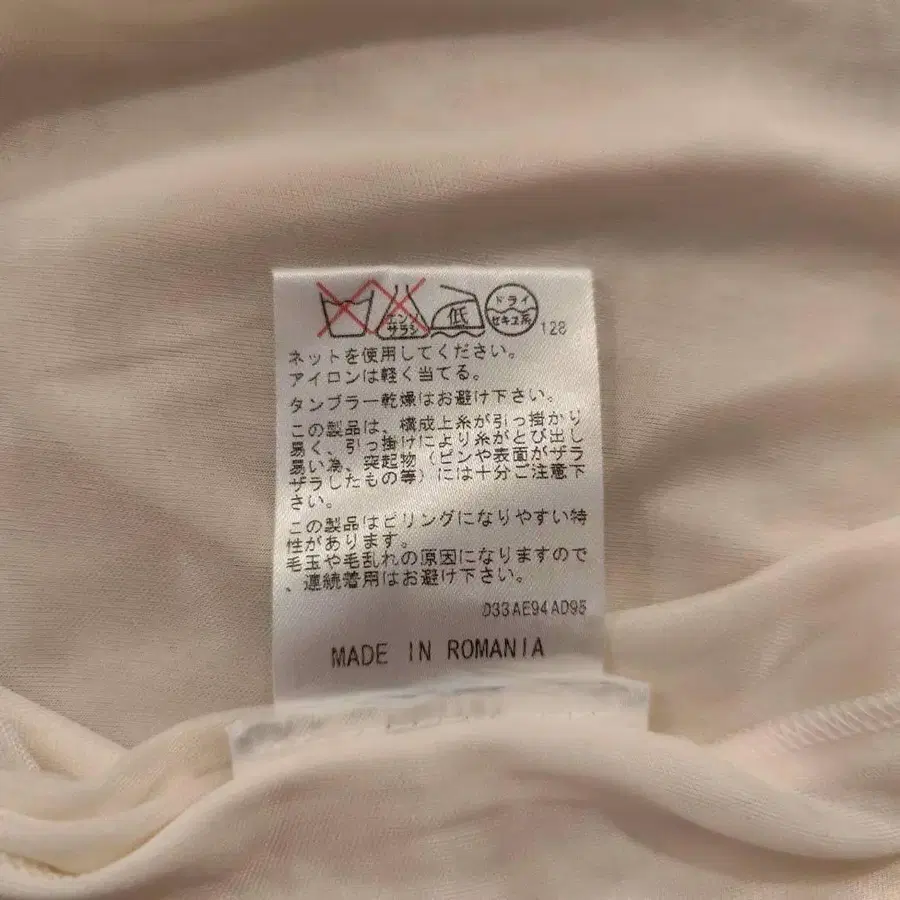 エンソ
サラシ
低
ドライ
セキユ系
128
ネットを使用してください。
アイロンは軽く当てる。
タンブラー乾燥はお避け下さい。
この製品は、構成上糸が引っ掛かり
易く、引っ掛けにより糸がとび出し
易い為、突起物（ピンや表面がザラ
ザラしたもの等）には十分ご注意下
さい。
この製品はピリングになりやすい特
性があります。
毛玉や毛乱れの原因になりますので
、連続着用はお避け下さい。
D33AE94AD95
MADE IN ROMANIA